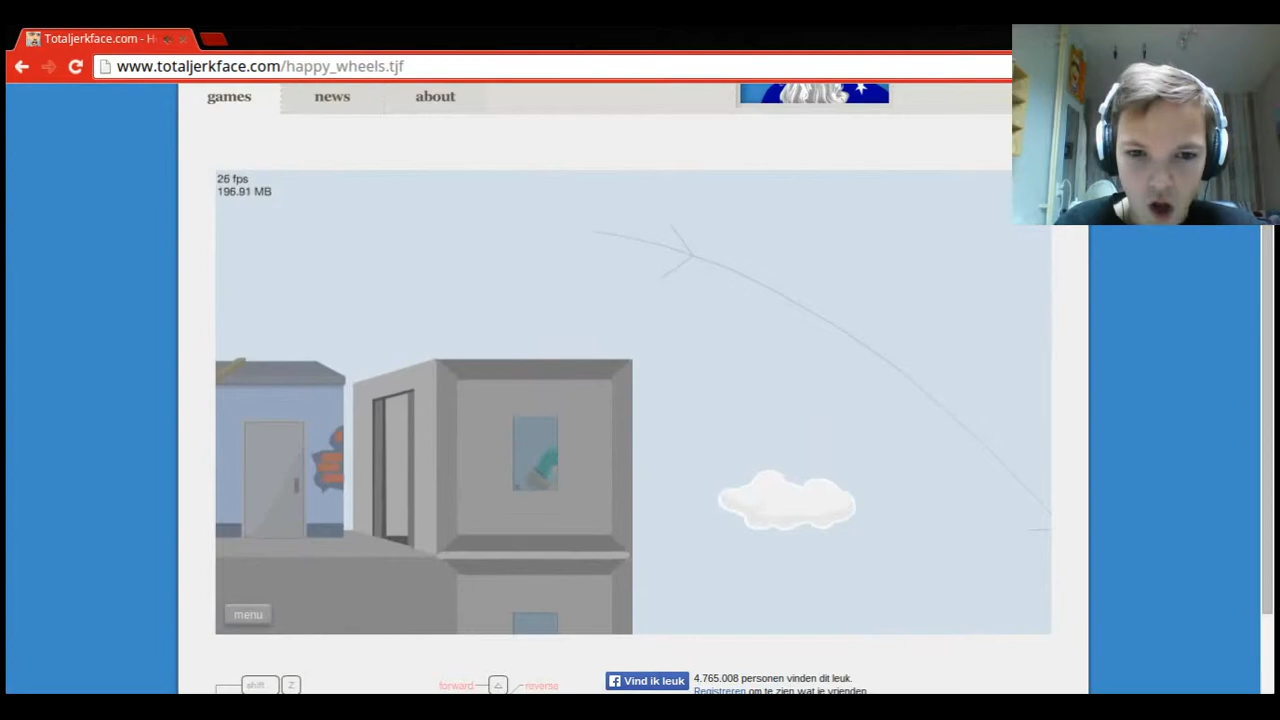 Totaljerkface.com - H
www.totaljerkface.com/happy_wheels.tjf
games news about
26 fps
196.91 MB
menu
shift Z forward reverse
Vind ik leuk 4.765.008 personen vinden dit leuk.
Registreren om te zien wat je vrienden